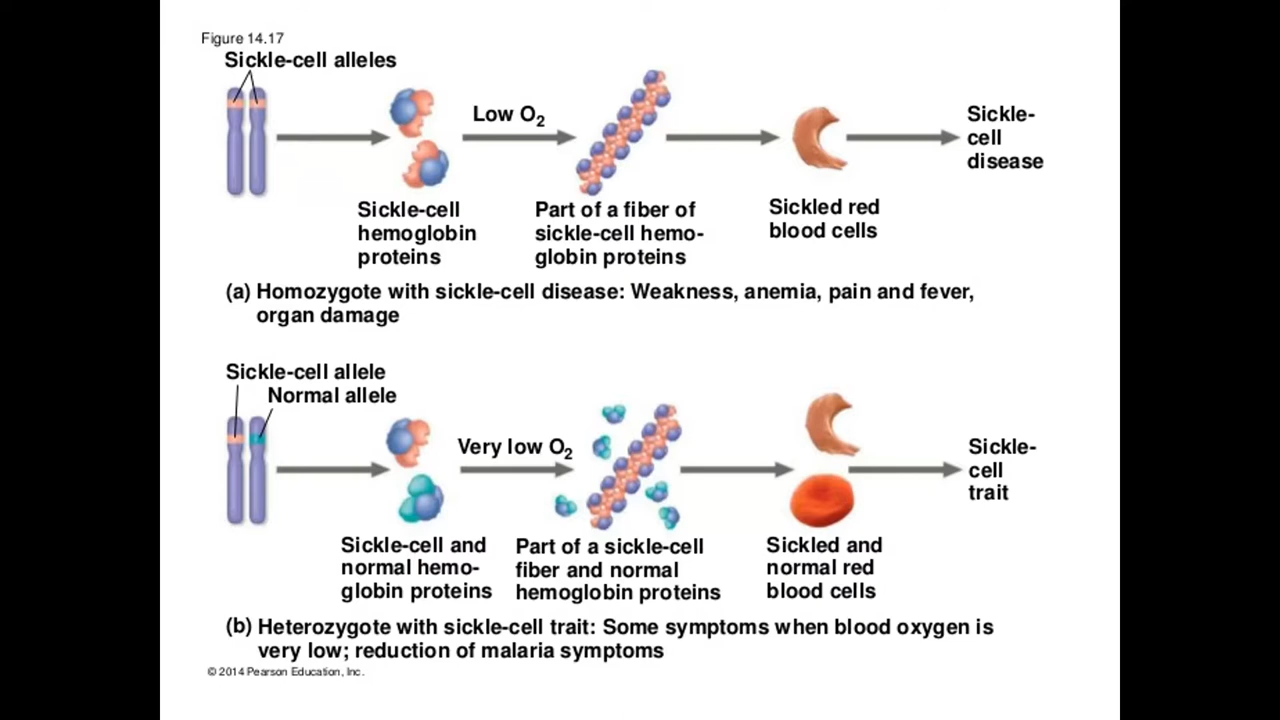 Figure 14.17
Sickle-cell alleles
Low O2
Sickle-
cell
disease
Sickle-cell
hemoglobin
proteins
Part of a fiber of
sickle-cell hemo-
globin proteins
Sickled red
blood cells
(a) Homozygote with sickle-cell disease: Weakness, anemia, pain and fever,
organ damage
Sickle-cell allele
Normal allele
Very low O2
Sickle-
cell
trait
Sickle-cell and
normal hemo-
globin proteins
Part of a sickle-cell
fiber and normal
hemoglobin proteins
Sickled and
normal red
blood cells
(b) Heterozygote with sickle-cell trait: Some symptoms when blood oxygen is
very low; reduction of malaria symptoms
© 2014 Pearson Education, Inc.